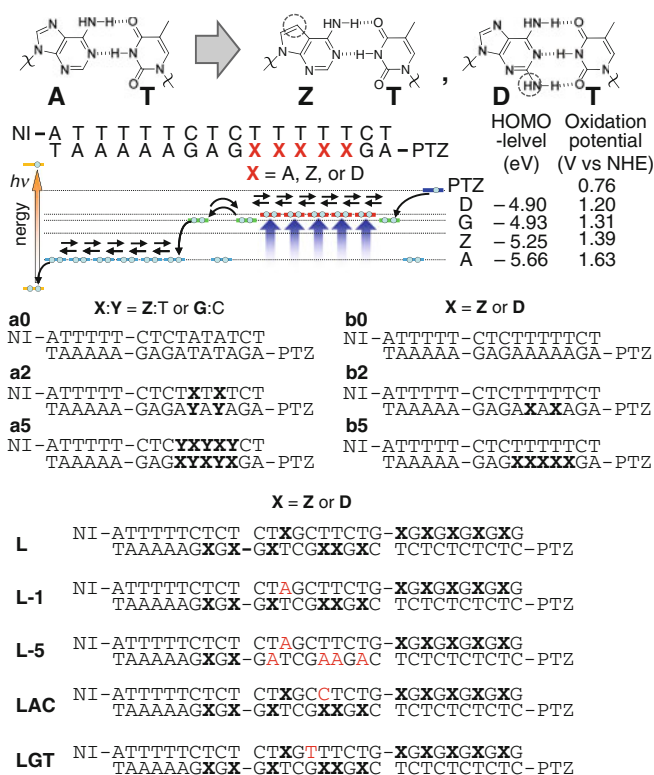 NH-H O O NH-H O NH-H O
N N N N-H N N N-H N N N N N-H N
N O N O N NH-H O
A T Z T , D T
NI – A T T T T T C T C T T T T T C T
T A A A A A G A G X X X X X G A – PTZ
X = A, Z, or D
HOMO -lelvel (eV) Oxidation potential (V vs NHE)
hν
nergy
PTZ 0.76
D – 4.90 1.20
G – 4.93 1.31
Z – 5.25 1.39
A – 5.66 1.63
X:Y = Z:T or G:C
a0
NI-ATTTTT-CTCTATATCT
TAAAAA-GAGATATAGA-PTZ
a2
NI-ATTTTT-CTCTXTXTCT
TAAAAA-GAGAYAYAGA-PTZ
a5
NI-ATTTTT-CTCYXYXYCT
TAAAAA-GAGXYXYXGA-PTZ
X = Z or D
b0
NI-ATTTTT-CTCTTTTTCT
TAAAAA-GAGAAAAAGA-PTZ
b2
NI-ATTTTT-CTCTTTTTCT
TAAAAA-GAGAXAXAGA-PTZ
b5
NI-ATTTTT-CTCTTTTTCT
TAAAAA-GAGXXXXXGA-PTZ
X = Z or D
L
NI-ATTTTTCTCT CTXGCTTCTG-XGXGXGXGXG
TAAAAAGXGX-GXTCGXXGXC TCTCTCTCTC-PTZ
L-1
NI-ATTTTTCTCT CTAGCTTCTG-XGXGXGXGXG
TAAAAAGXGX-GXTCGXXGXC TCTCTCTCTC-PTZ
L-5
NI-ATTTTTCTCT CTAGCTTCTG-XGXGXGXGXG
TAAAAAGXGX-GATCGAAGAC TCTCTCTCTC-PTZ
LAC
NI-ATTTTTCTCT CTXGCCTCTG-XGXGXGXGXG
TAAAAAGXGX-GXTCGXXGXC TCTCTCTCTC-PTZ
LGT
NI-ATTTTTCTCT CTXGTTTCTG-XGXGXGXGXG
TAAAAAGXGX-GXTCGXXGXC TCTCTCTCTC-PTZ